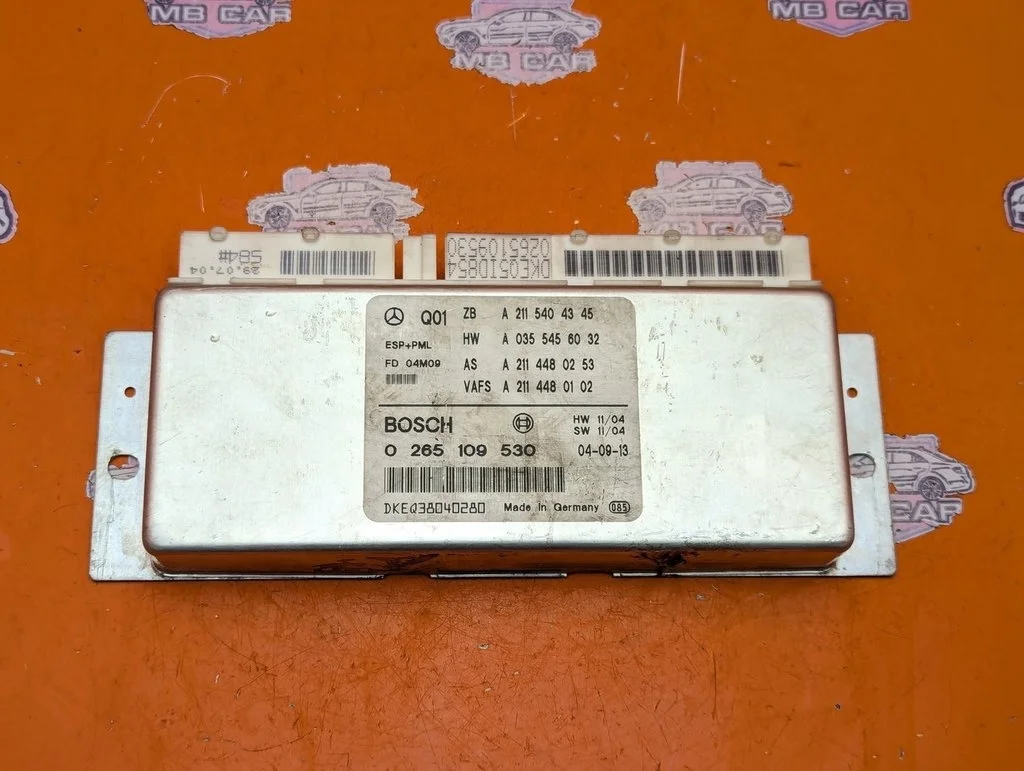 MB CAR
MB CAR
MB CAR
584#
29.07.04
DKEQ51D854
0265109530
Q01
ESP+PML
FD 04M09
ZB A 211 540 43 45
HW A 035 545 60 32
AS A 211 448 02 53
VAFS A 211 448 01 02
BOSCH
HW 11/04
SW 11/04
0 265 109 530
04-09-13
DKEQ38040280 Made in Germany 085
CAR